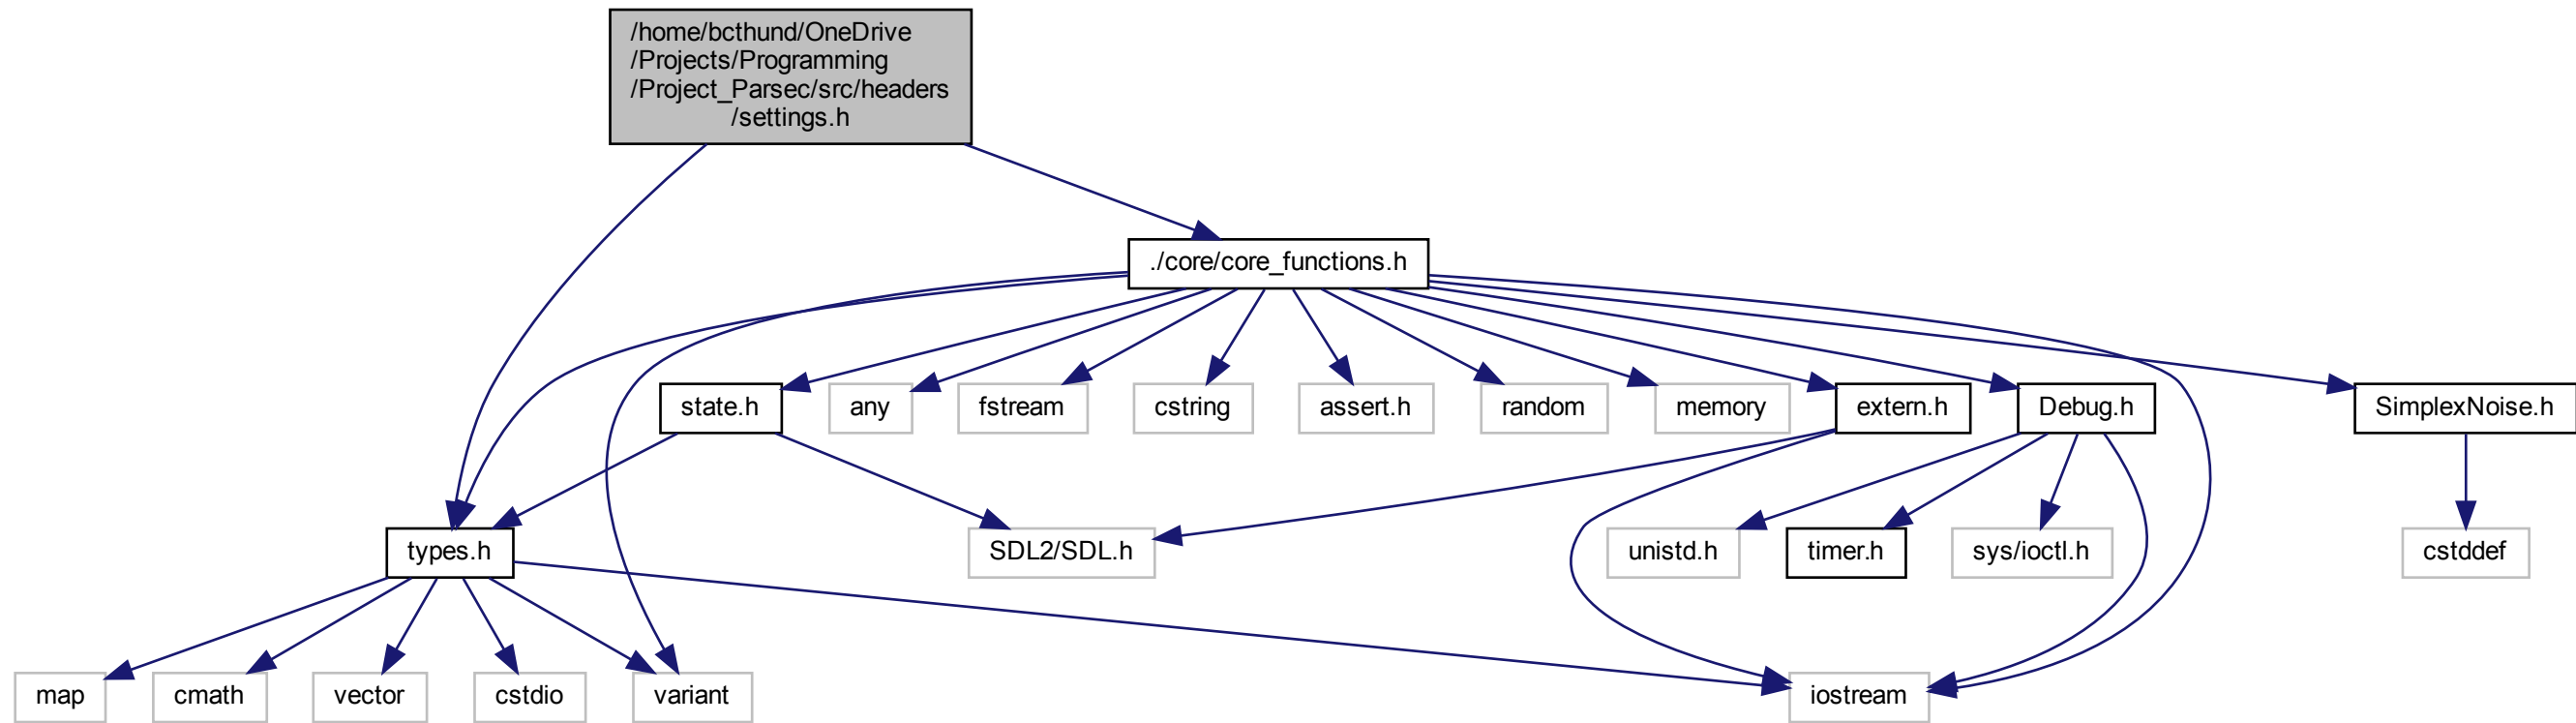 /home/bcthund/OneDrive
/Projects/Programming
/Project_Parsec/src/headers
/settings.h
./core/core_functions.h
state.h
any
fstream
cstring
assert.h
random
memory
extern.h
Debug.h
SimplexNoise.h
types.h
SDL2/SDL.h
unistd.h
timer.h
sys/ioctl.h
cstddef
map
cmath
vector
cstdio
variant
iostream